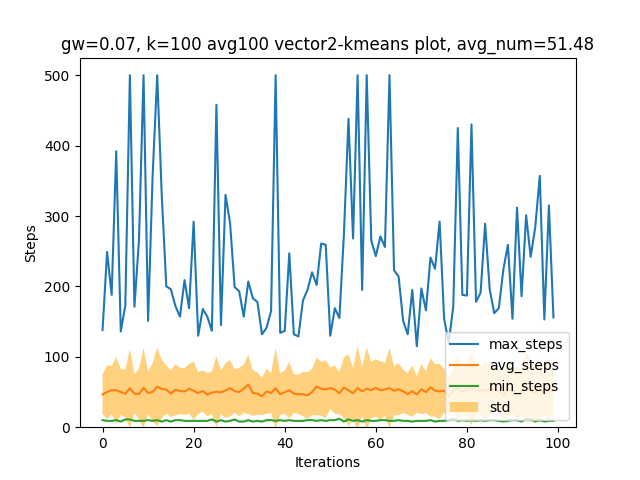 gw=0.07, k=100 avg100 vector2-kmeans plot, avg_num=51.48
500
400
300
200
100
0
Steps
max_steps
avg_steps
min_steps
std
0 20 40 60 80 100
Iterations